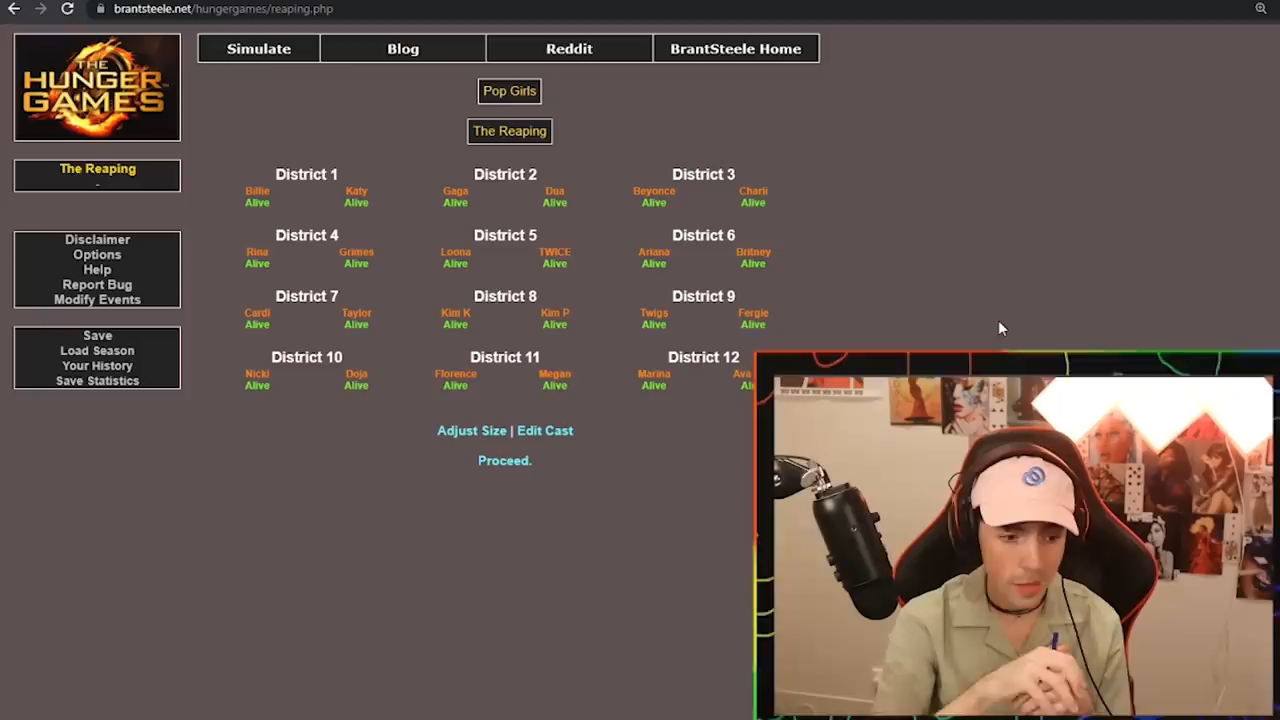 brantsteele.net/hungergames/reaping.php
THE HUNGER GAMES
Simulate Blog Reddit BrantSteele Home
Pop Girls
The Reaping
The Reaping
-
District 1 District 2 District 3
Billie Katy Gaga Dua Beyonce Charli
Alive Alive Alive Alive Alive Alive
District 4 District 5 District 6
Rina Grimes Loona TWICE Ariana Britney
Alive Alive Alive Alive Alive Alive
District 7 District 8 District 9
Cardi Taylor Kim K Kim P Twigs Fergie
Alive Alive Alive Alive Alive Alive
District 10 District 11 District 12
Nicki Doja Florence Megan Marina Ava
Alive Alive Alive Alive Alive
Adjust Size | Edit Cast
Proceed.
Disclaimer
Options
Help
Report Bug
Modify Events
Save
Load Season
Your History
Save Statistics